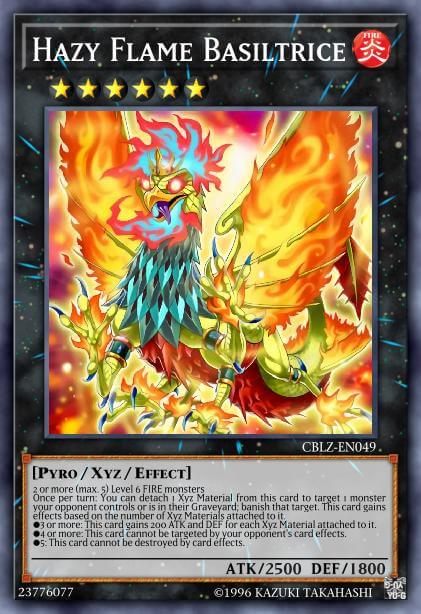 Hazy Flame Basiltrice
FIRE
炎
CBLZ-EN049
[Pyro / Xyz / Effect]
2 or more (max. 5) Level 6 FIRE monsters
Once per turn: You can detach 1 Xyz Material from this card to target 1 monster
your opponent controls or is in their Graveyard; banish that target. This card gains
effects based on the number of Xyz Materials attached to it.
●3 or more: This card gains 200 ATK and DEF for each Xyz Material attached to it.
●4 or more: This card cannot be targeted by your opponent's card effects.
●5: This card cannot be destroyed by card effects.
ATK/2500 DEF/1800
23776077
©1996 KAZUKI TAKAHASHI